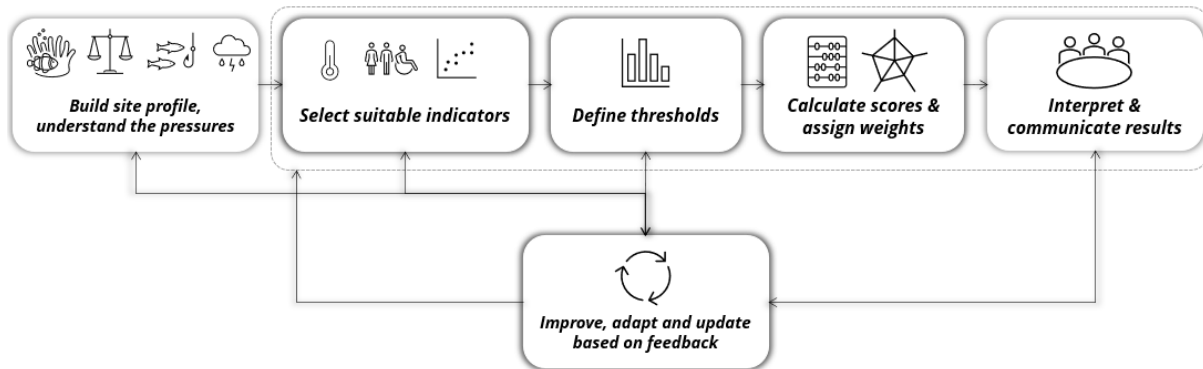 Build site profile,
understand the pressures
Select suitable indicators
Define thresholds
Calculate scores &
assign weights
Interpret &
communicate results
Improve, adapt and update
based on feedback